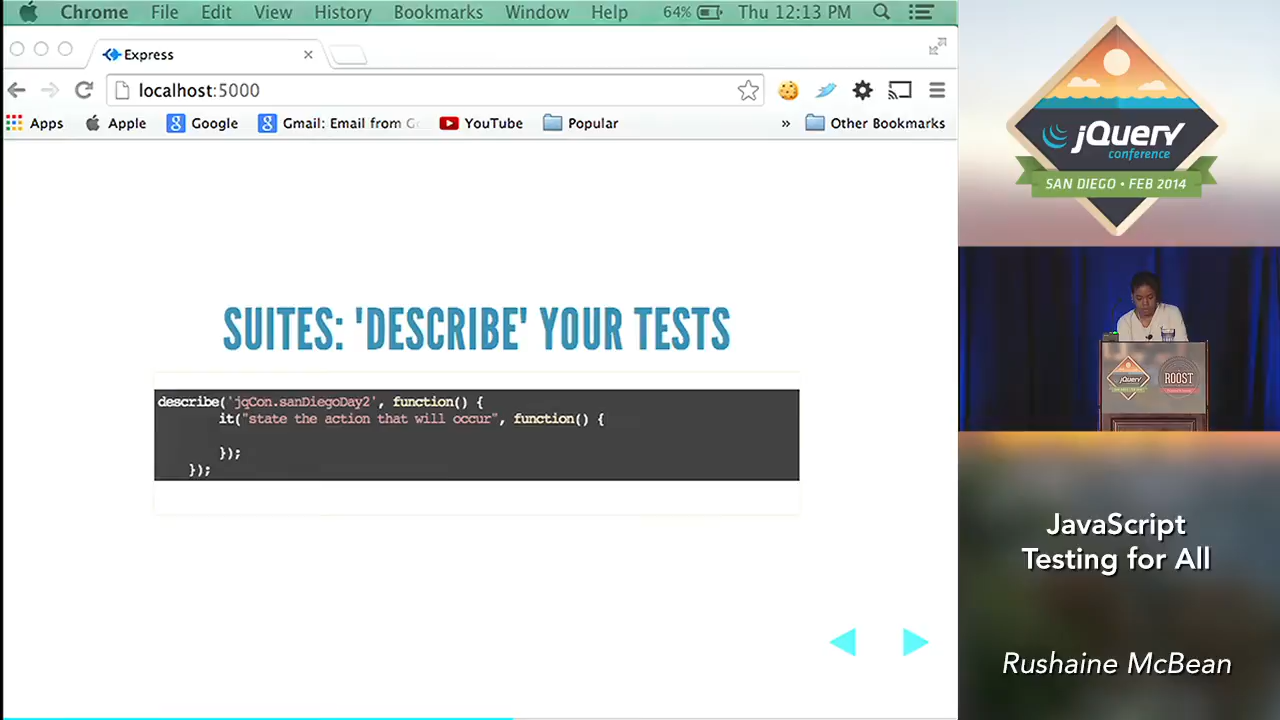 Chrome File Edit View History Bookmarks Window Help 64% Thu 12:13 PM
Express
localhost:5000
Apps Apple Google Gmail: Email from Go YouTube Popular » Other Bookmarks
SUITES: 'DESCRIBE' YOUR TESTS
describe('jqCon.sanDiegoDay2', function() {
it("state the action that will occur", function() {
});
});
jQuery
conference
SAN DIEGO • FEB 2014
jQuery
ROOST
JavaScript
Testing for All
Rushaine McBean